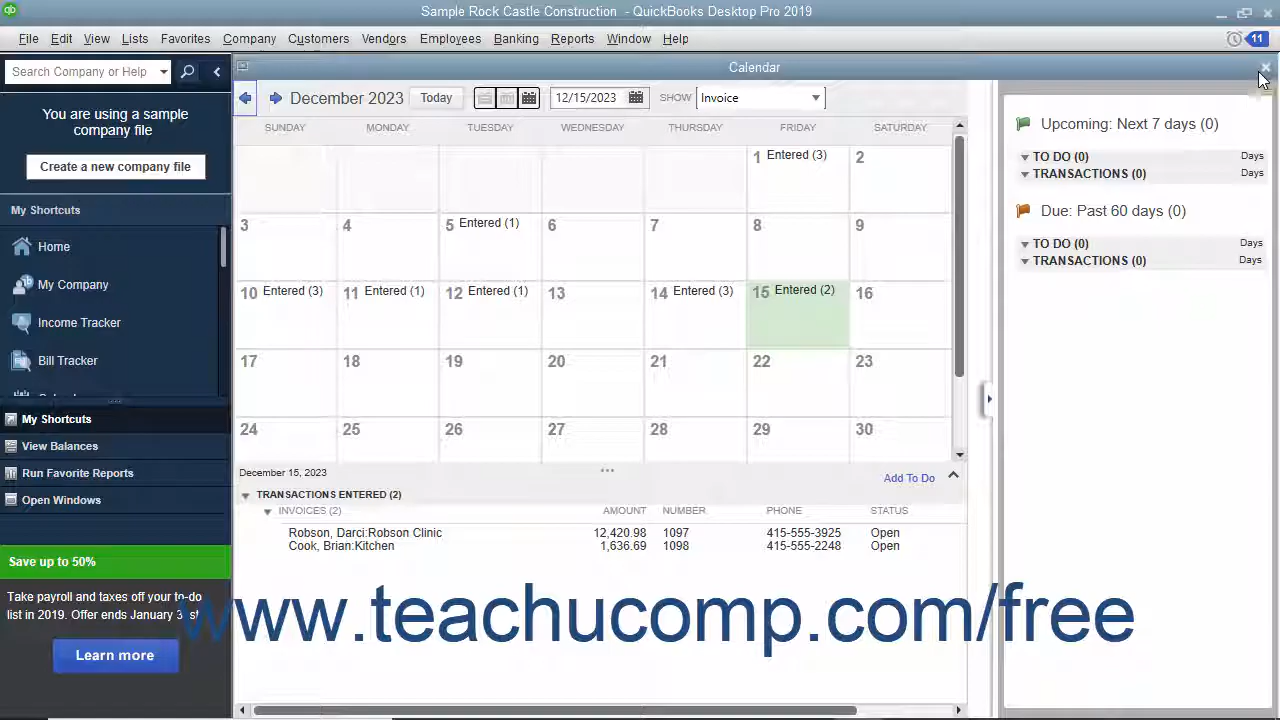 Sample Rock Castle Construction - QuickBooks Desktop Pro 2019
File Edit View Lists Favorites Company Customers Vendors Employees Banking Reports Window Help 11
Search Company or Help
Calendar
You are using a sample
company file
Create a new company file
My Shortcuts
Home
My Company
Income Tracker
Bill Tracker
My Shortcuts
View Balances
Run Favorite Reports
Open Windows
Save up to 50%
Take payroll and taxes off your to-do
list in 2019. Offer ends January 31st
Learn more
December 2023 Today 12/15/2023 SHOW Invoice
SUNDAY MONDAY TUESDAY WEDNESDAY THURSDAY FRIDAY SATURDAY
1 Entered (3) 2
3 4 5 Entered (1) 6 7 8 9
10 Entered (3) 11 Entered (1) 12 Entered (1) 13 14 Entered (3) 15 Entered (2) 16
17 18 19 20 21 22 23
24 25 26 27 28 29 30
December 15, 2023 Add To Do
TRANSACTIONS ENTERED (2)
INVOICES (2) AMOUNT NUMBER PHONE STATUS
Robson, Darci:Robson Clinic 12,420.98 1097 415-555-3925 Open
Cook, Brian:Kitchen 1,636.69 1098 415-555-2248 Open
Upcoming: Next 7 days (0)
TO DO (0) Days
TRANSACTIONS (0) Days
Due: Past 60 days (0)
TO DO (0) Days
TRANSACTIONS (0) Days
www.teachucomp.com/free